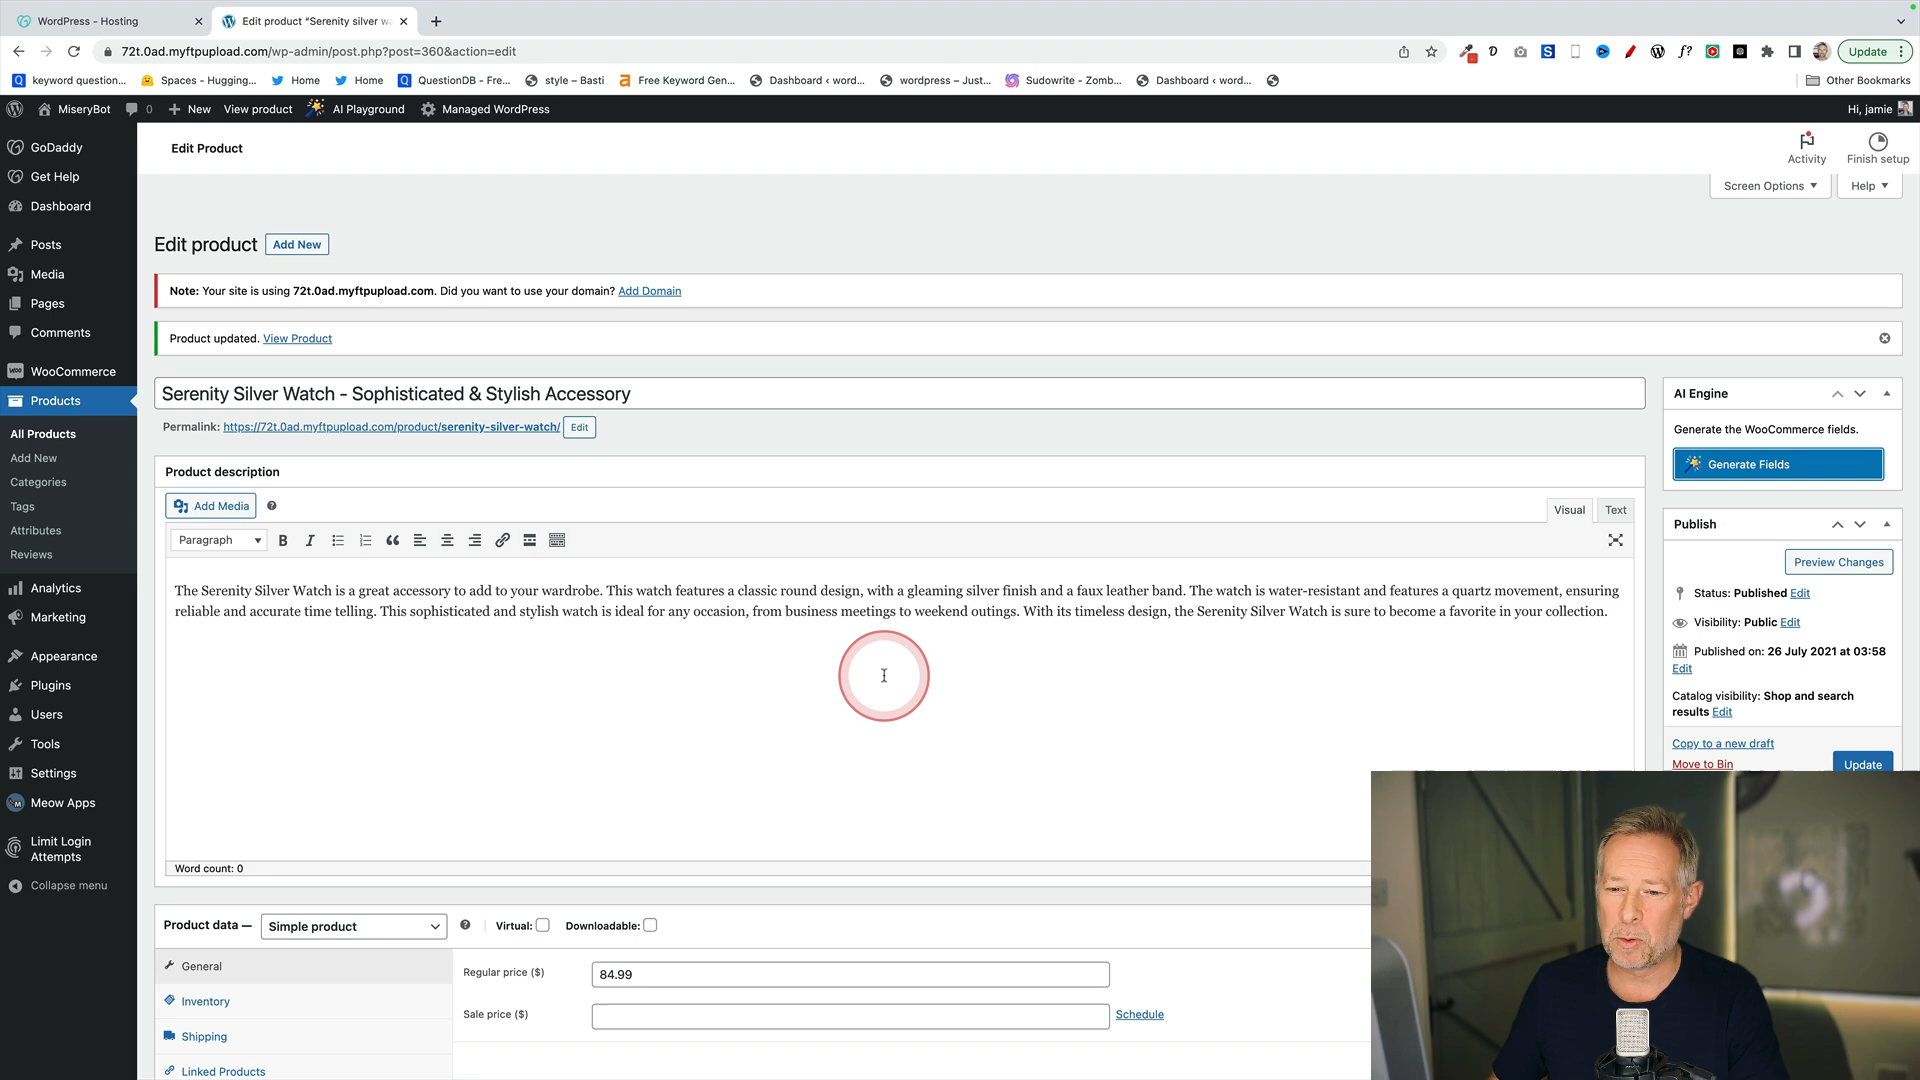 WordPress - Hosting
Edit product “Serenity silver wa
72t.0ad.myftpupload.com/wp-admin/post.php?post=360&action=edit
Update
keyword question...
Spaces - Hugging...
Home
Home
QuestionDB - Fre...
style – Basti
Free Keyword Gen...
Dashboard ‹ word...
wordpress – Just...
Sudowrite - Zomb...
Dashboard ‹ word...
Other Bookmarks
MiseryBot
0
New
View product
AI Playground
Managed WordPress
Hi, jamie
GoDaddy
Get Help
Dashboard
Posts
Media
Pages
Comments
WooCommerce
Products
All Products
Add New
Categories
Tags
Attributes
Reviews
Analytics
Marketing
Appearance
Plugins
Users
Tools
Settings
Meow Apps
Limit Login
Attempts
Collapse menu
Edit Product
Activity
Finish setup
Screen Options
Help
Edit product
Add New
Note: Your site is using 72t.0ad.myftpupload.com. Did you want to use your domain? Add Domain
Product updated. View Product
Serenity Silver Watch - Sophisticated & Stylish Accessory
Permalink: https://72t.0ad.myftpupload.com/product/serenity-silver-watch/
Edit
Product description
Add Media
Visual
Text
Paragraph
The Serenity Silver Watch is a great accessory to add to your wardrobe. This watch features a classic round design, with a gleaming silver finish and a faux leather band. The watch is water-resistant and features a quartz movement, ensuring
reliable and accurate time telling. This sophisticated and stylish watch is ideal for any occasion, from business meetings to weekend outings. With its timeless design, the Serenity Silver Watch is sure to become a favorite in your collection.
Word count: 0
Product data —
Simple product
Virtual:
Downloadable:
General
Inventory
Shipping
Linked Products
Regular price ($)
84.99
Sale price ($)
Schedule
AI Engine
Generate the WooCommerce fields.
Generate Fields
Publish
Preview Changes
Status: Published Edit
Visibility: Public Edit
Published on: 26 July 2021 at 03:58
Edit
Catalog visibility: Shop and search
results Edit
Copy to a new draft
Move to Bin
Update